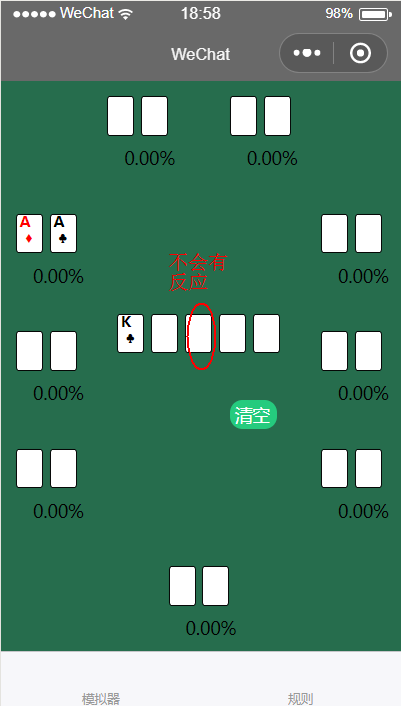 ●●●●● WeChat 18:58 98%
WeChat
0.00% 0.00%
A A
♦ ♣
0.00% 0.00%
不会有
反应
K
♣
0.00% 0.00%
清空
0.00% 0.00%
0.00%
模拟器 规则